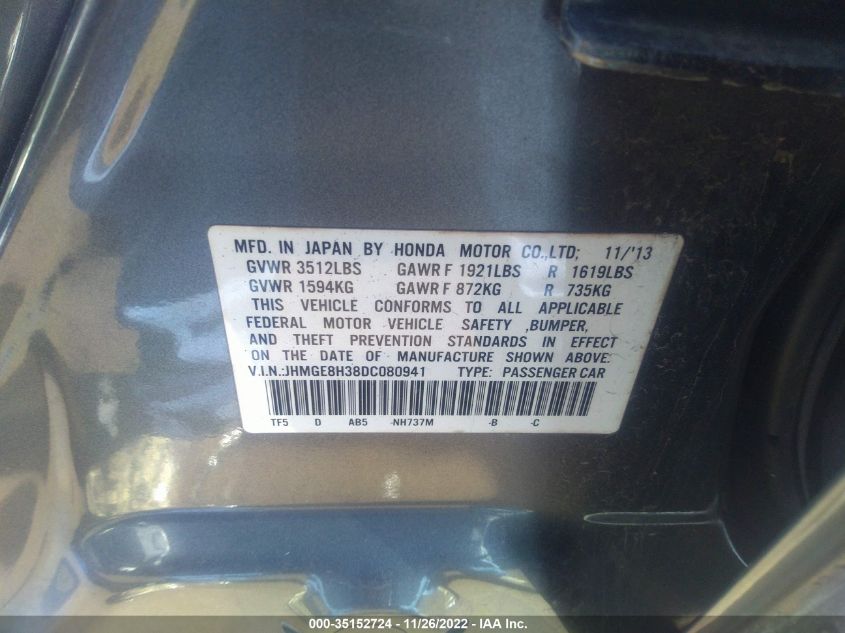 MFD. IN JAPAN BY HONDA MOTOR CO.,LTD; 11/'13
GVWR 3512LBS GAWR F 1921LBS R 1619LBS
GVWR 1594KG GAWR F 872KG R 735KG
THIS VEHICLE CONFORMS TO ALL APPLICABLE
FEDERAL MOTOR VEHICLE SAFETY ,BUMPER,
AND THEFT PREVENTION STANDARDS IN EFFECT
ON THE DATE OF MANUFACTURE SHOWN ABOVE:
V.I.N.:JHMGE8H38DC080941 TYPE: PASSENGER CAR
TF5 D AB5 -NH737M -B -C
000-35152724 - 11/26/2022 - IAA Inc.